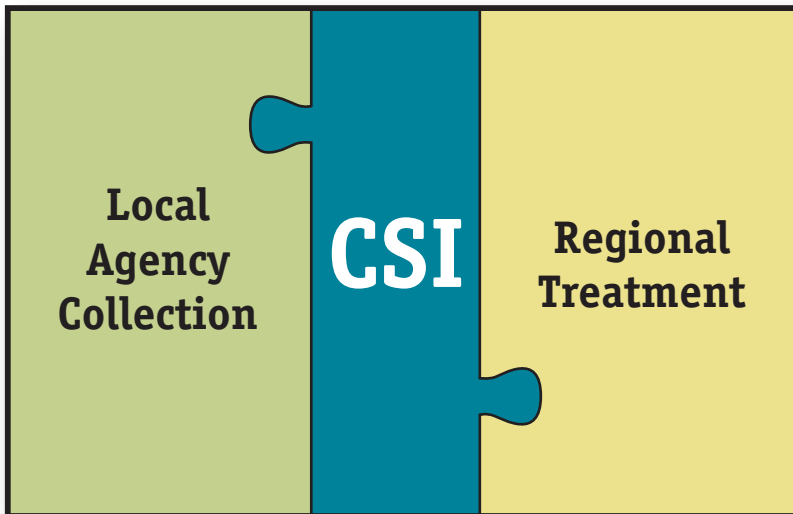 Local
Agency
Collection
CSI
Regional
Treatment